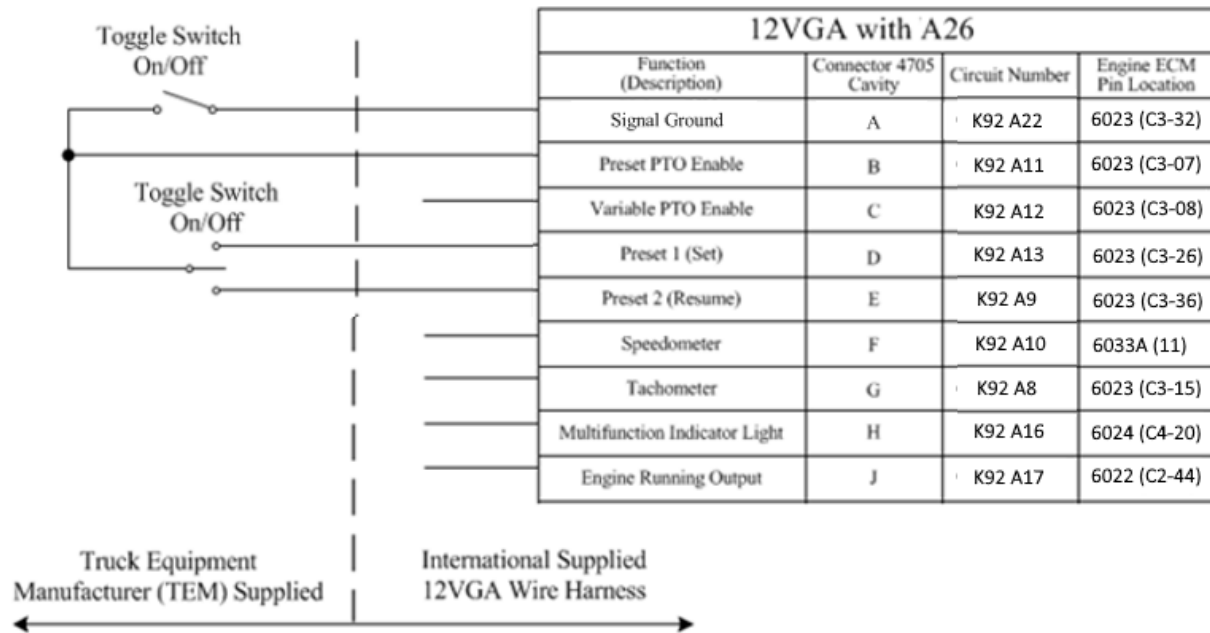 12VGA with A26
Toggle Switch
On/Off
Function
(Description)
Connector 4705
Cavity
Circuit Number
Engine ECM
Pin Location
Signal Ground A K92 A22 6023 (C3-32)
Preset PTO Enable B K92 A11 6023 (C3-07)
Toggle Switch
On/Off
Variable PTO Enable C K92 A12 6023 (C3-08)
Preset 1 (Set) D K92 A13 6023 (C3-26)
Preset 2 (Resume) E K92 A9 6023 (C3-36)
Speedometer F K92 A10 6033A (11)
Tachometer G K92 A8 6023 (C3-15)
Multifunction Indicator Light H K92 A16 6024 (C4-20)
Engine Running Output J K92 A17 6022 (C2-44)
Truck Equipment
Manufacturer (TEM) Supplied
International Supplied
12VGA Wire Harness